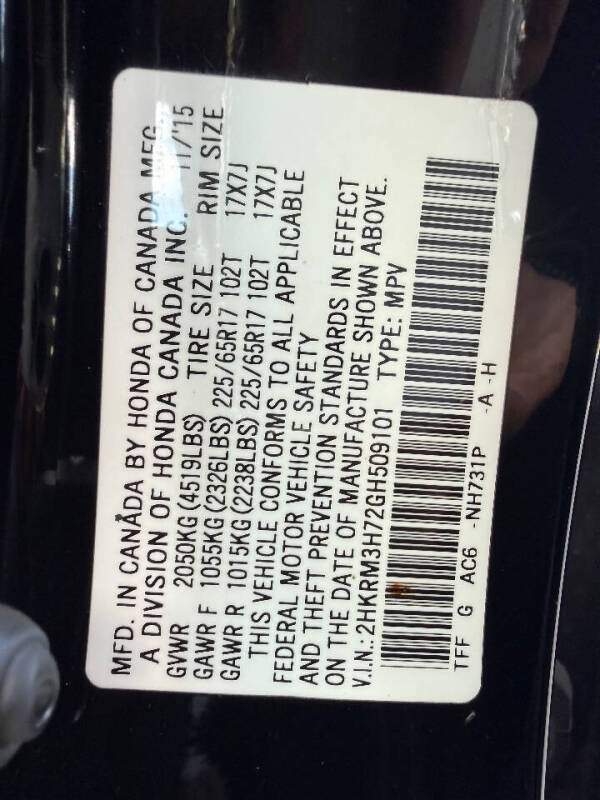 MFD. IN CANADA BY HONDA OF CANADA MFG.
A DIVISION OF HONDA CANADA INC. 11/'15
GVWR 2050KG(4519LBS) TIRE SIZE RIM SIZE
GAWR F 1055KG(2326LBS) 225/65R17 102T 17X7J
GAWR R 1015KG(2238LBS) 225/65R17 102T 17X7J
THIS VEHICLE CONFORMS TO ALL APPLICABLE
FEDERAL MOTOR VEHICLE SAFETY
AND THEFT PREVENTION STANDARDS IN EFFECT
ON THE DATE OF MANUFACTURE SHOWN ABOVE.
V.I.N.:2HKRM3H72GH509101 TYPE: MPV
TFF G AC6 -NH731P -A -H